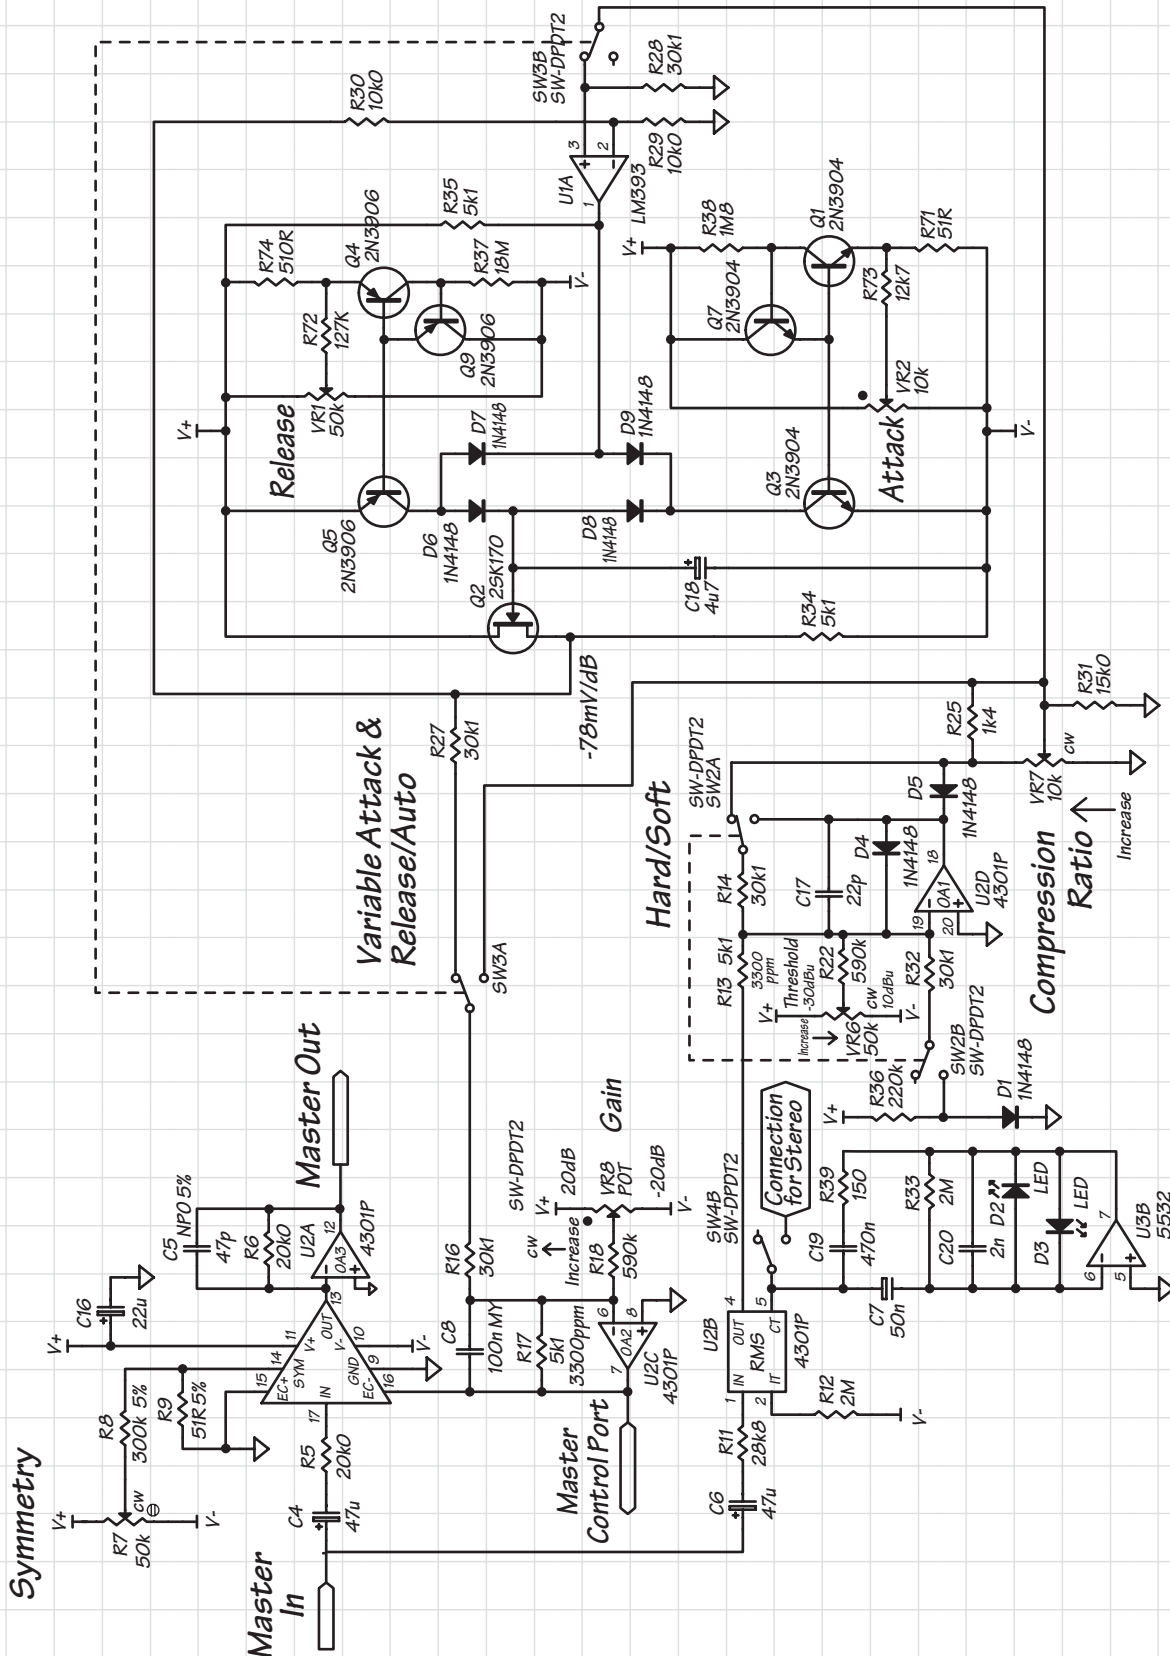 Symmetry
V+
R7
50k
cw
V-
R8
300k 5%
R9
51R 5%
V+
C16
22u
C5
NP0 5%
47p
R6
20k0
U2A
OA3
4301P
12
13
Master Out
Master
In
C4
47u
R5
20k0
17
IN
EC+
15
SYM
14
V+
11
OUT
V-
10
V-
GND
9
EC-
16
C8
100n MY
R16
30k1
R17
5k1
3300ppm
R18
590k
6
8
7
OA2
U2C
4301P
Master
Control Port
SW-DPDT2
V+
20dB
cw
Increase
VR8
POT
-20dB
V-
Gain
SW3A
Variable Attack &
Release/Auto
R27
30k1
-78mV/dB
C6
47u
R11
28k8
1
2
IN
IT
OUT
RMS
CT
4
5
U2B
4301P
R12
2M
V-
SW4B
SW-DPDT2
Connection
for Stereo
C19
470n
R39
150
C7
50n
R33
2M
C20
2n
D2
LED
D3
LED
6
5
7
U3B
5532
V+
R36
220k
D1
1N4148
SW2B
SW-DPDT2
R32
30k1
R13
5k1
3300
ppm
Threshold
-30dBu
Increase
V+
VR6
50k
cw
10dBu
V-
R22
590k
R14
30k1
C17
22p
D4
1N4148
19
20
18
OA1
U2D
4301P
D5
1N4148
Hard/Soft
SW-DPDT2
SW2A
R25
1k4
VR7
10k
cw
Increase
Compression
Ratio
R31
15k0
R30
10k0
SW3B
SW-DPDT2
R28
30k1
R29
10k0
3
2
1
U1A
LM393
R35
5k1
R74
510R
Q4
2N3906
R37
18M
V-
R72
127K
Q9
2N3906
VR1
50k
Release
V+
Q5
2N3906
D7
1N4148
D9
1N4148
D6
1N4148
D8
1N4148
Q2
2SK170
C18
4u7
R34
5k1
V+
R38
1M8
Q1
2N3904
R71
51R
R73
12k7
Q7
2N3904
VR2
10k
Attack
Q3
2N3904
V-